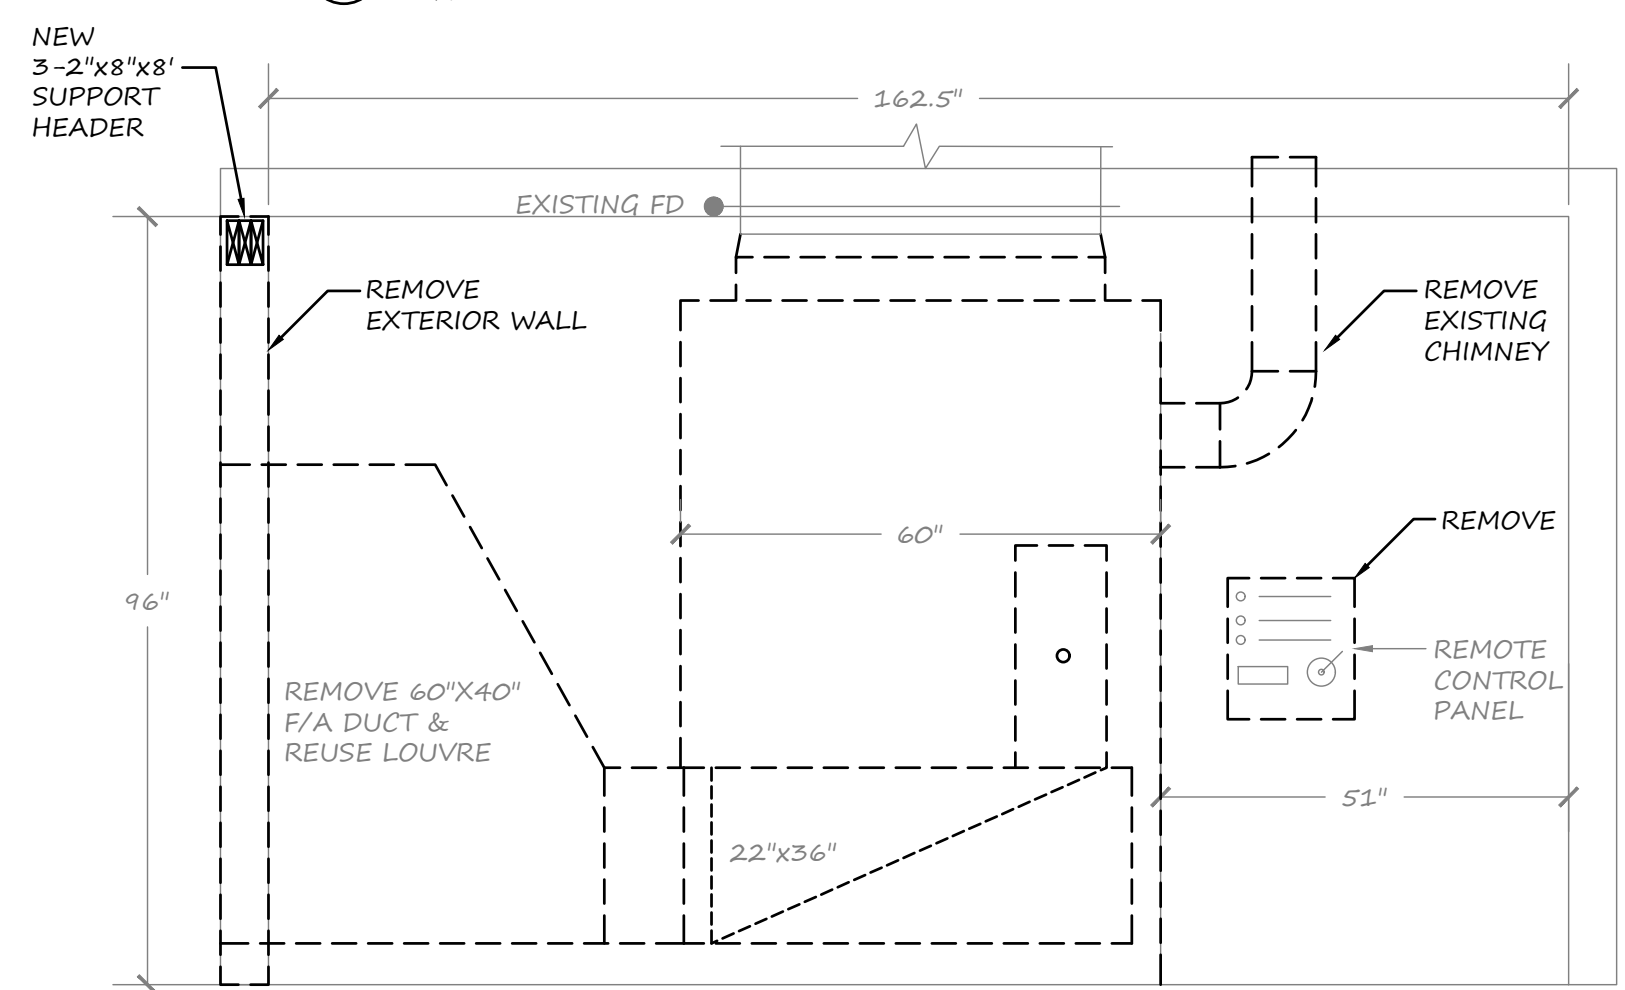 NEW
3-2"x8"x8'
SUPPORT
HEADER
162.5"
EXISTING FD
REMOVE
EXTERIOR WALL
REMOVE
EXISTING
CHIMNEY
60"
REMOVE
96"
REMOTE
CONTROL
PANEL
REMOVE 60"X40"
F/A DUCT &
REUSE LOUVRE
51"
22"x36"